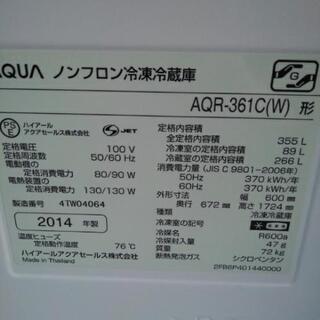 AQUA ノンフロン冷凍冷蔵庫
AQR-361C(W) 形
PS E
ハイアール
アクアセールス株式会社
JET
定格電圧 100 V
定格周波数 50/60 Hz
電動機の
定格消費電力 80/90 W
電熱装置の
定格消費電力 130/130 W
製造番号 4TW04064
2014 年製
温度ヒューズ
定格動作温度 76℃
ハイアールアクアセールス株式会社
Made in Thailand
定格内容積
全定格内容積 355 L
冷凍室の定格内容積 89 L
冷蔵室の定格内容積 266 L
消費電力量(JIS C 9801-2006年)
50Hz 370 kWh/年
60Hz 370 kWh/年
外形寸法 幅 600 mm
高さ 1724 mm
種類 冷凍冷蔵庫
冷凍室の記号
冷媒 R600a
冷媒封入量 47 g
質量 72 kg
断熱発泡ガス シクロペンタン
2FB6P401440000